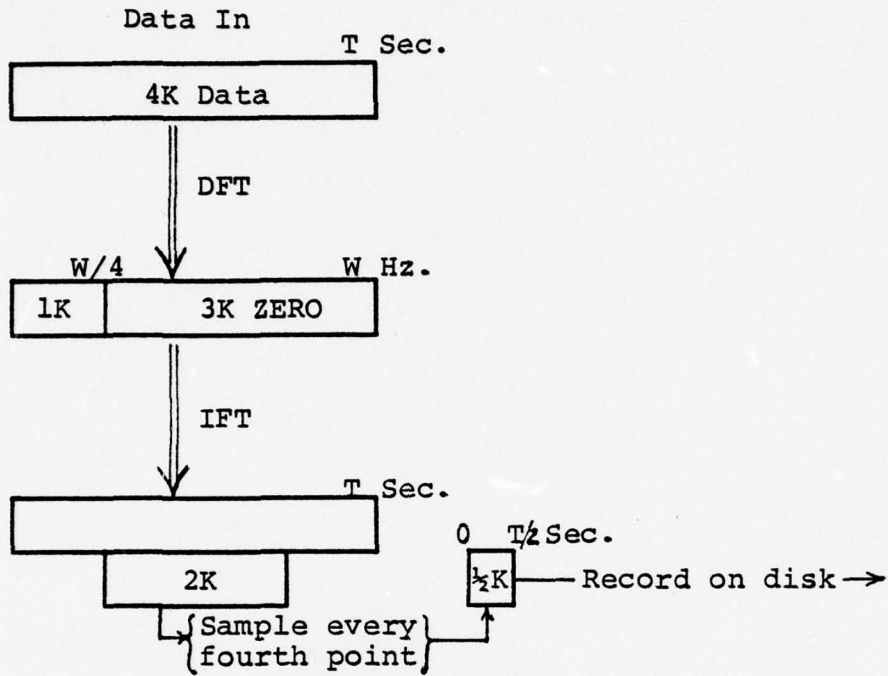 Data In
T Sec.
4K Data
DFT
W/4 W Hz.
1K 3K ZERO
IFT
T Sec.
0 T/2 Sec.
2K ½K Record on disk
Sample every
fourth point